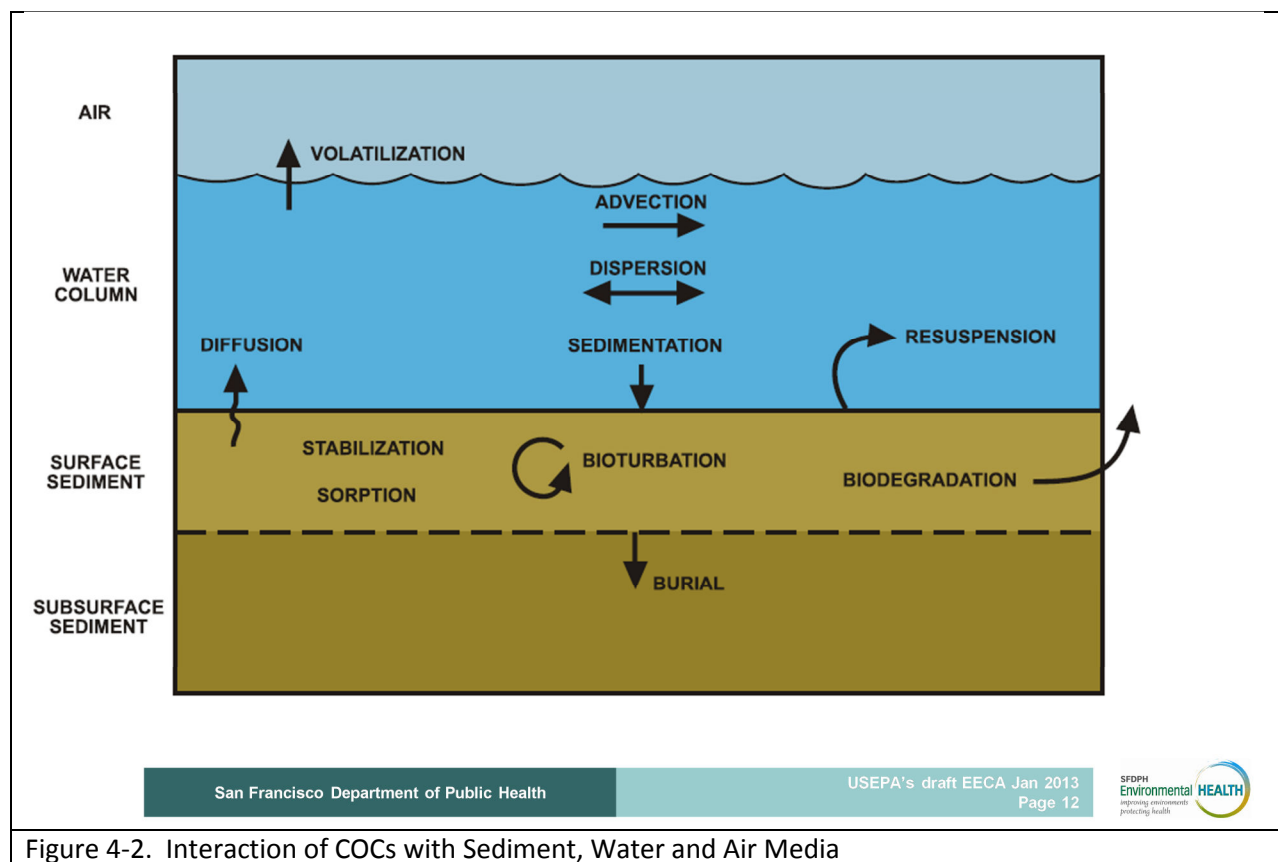 AIR
VOLATILIZATION
ADVECTION
DISPERSION
WATER
COLUMN
DIFFUSION
SEDIMENTATION
RESUSPENSION
SURFACE
SEDIMENT
STABILIZATION
SORPTION
BIOTURBATION
BIODEGRADATION
BURIAL
SUBSURFACE
SEDIMENT
San Francisco Department of Public Health
USEPA's draft EECA Jan 2013
Page 12
SFDPH
Environmental HEALTH
improving environments
protecting health
Figure 4-2. Interaction of COCs with Sediment, Water and Air Media